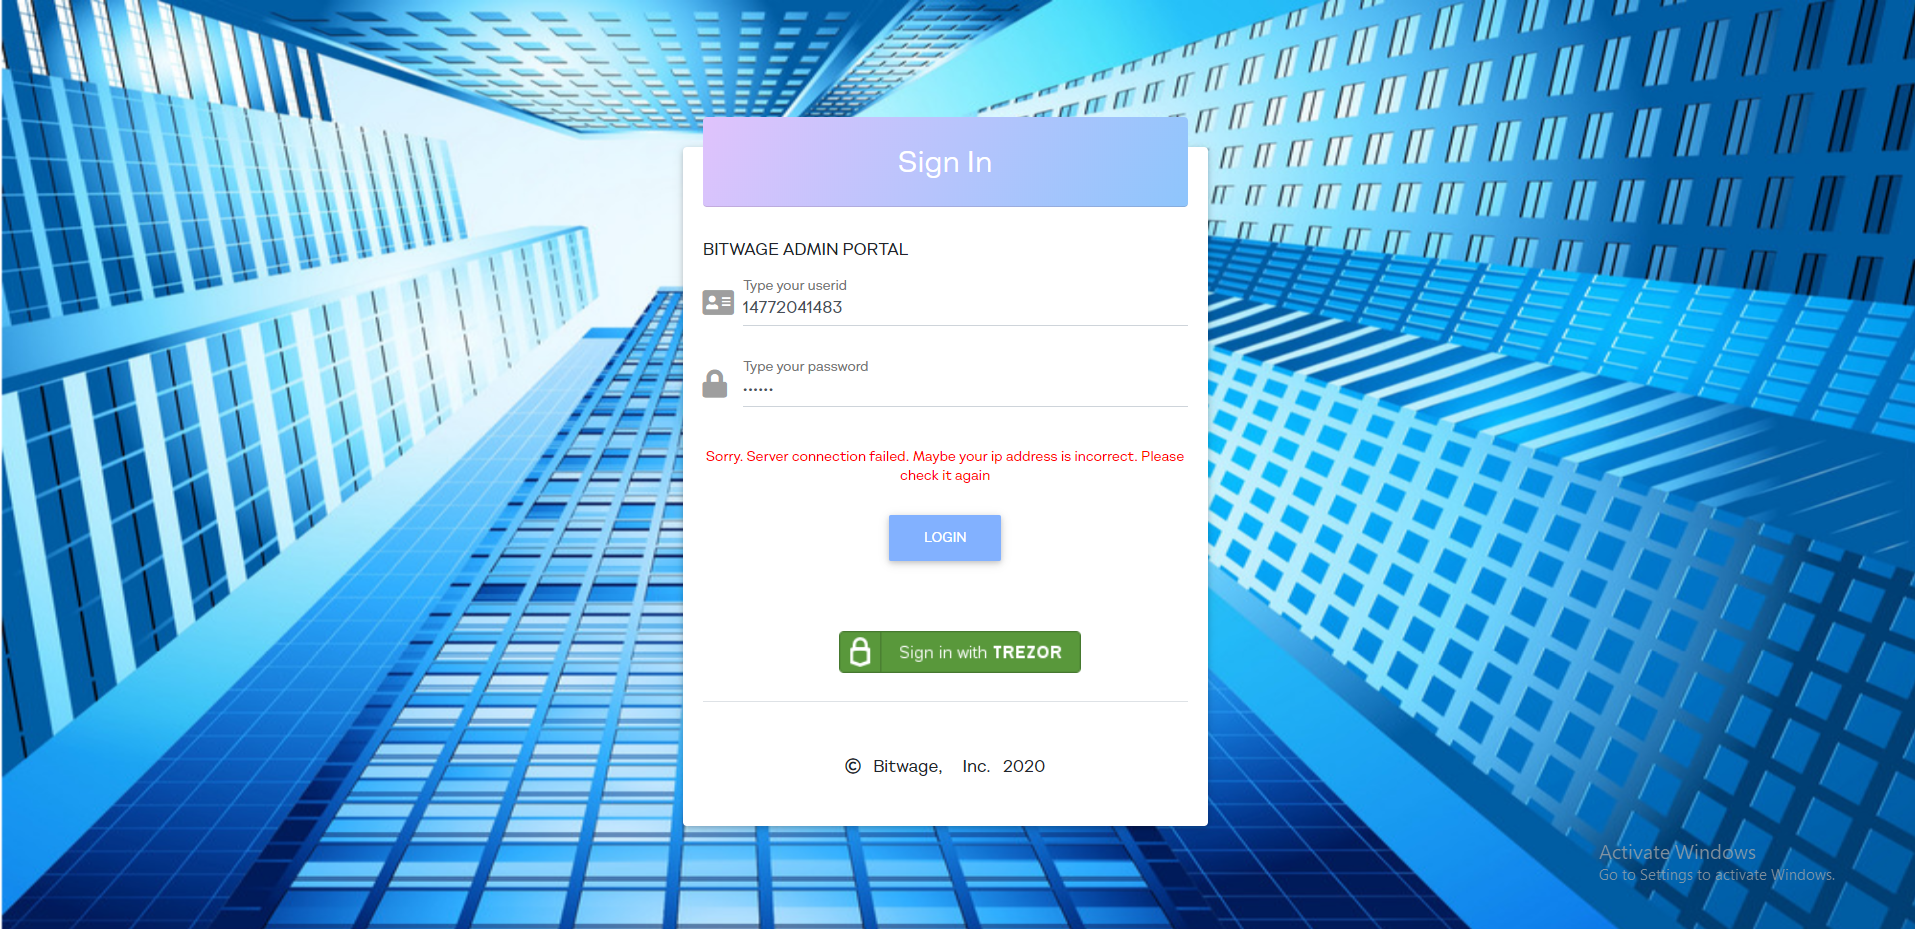 Sign In
BITWAGE ADMIN PORTAL
Type your userid
14772041483
Type your password
••••••
Sorry. Server connection failed. Maybe your ip address is incorrect. Please
check it again
LOGIN
Sign in with TREZOR
© Bitwage, Inc. 2020
Activate Windows
Go to Settings to activate Windows.